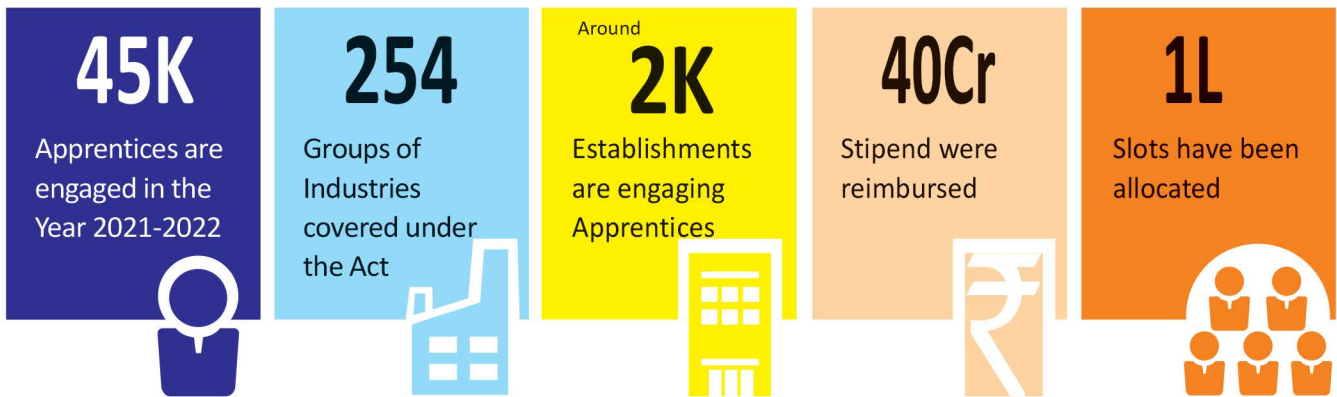 45K
Apprentices are
engaged in the
Year 2021-2022
254
Groups of
Industries
covered under
the Act
Around
2K
Establishments
are engaging
Apprentices
40Cr
Stipend were
reimbursed
₹
1L
Slots have been
allocated